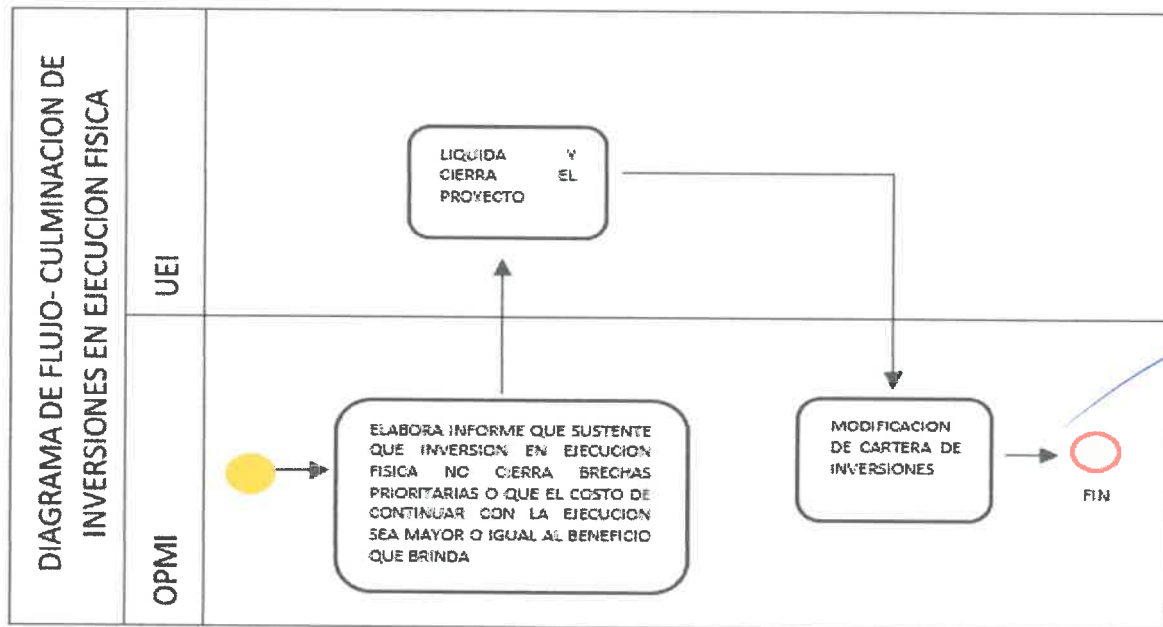 DIAGRAMA DE FLUJO- CULMINACION DE
INVERSIONES EN EJECUCION FISICA
UEI
LIQUIDA Y
CIERRA EL
PROYECTO
OPMI
ELABORA INFORME QUE SUSTENTE
QUE INVERSION EN EJECUCION
FISICA NO CIERRA BRECHAS
PRIORITARIAS O QUE EL COSTO DE
CONTINUAR CON LA EJECUCION
SEA MAYOR O IGUAL AL BENEFICIO
QUE BRINDA
MODIFICACION
DE CARTERA DE
INVERSIONES
FIN